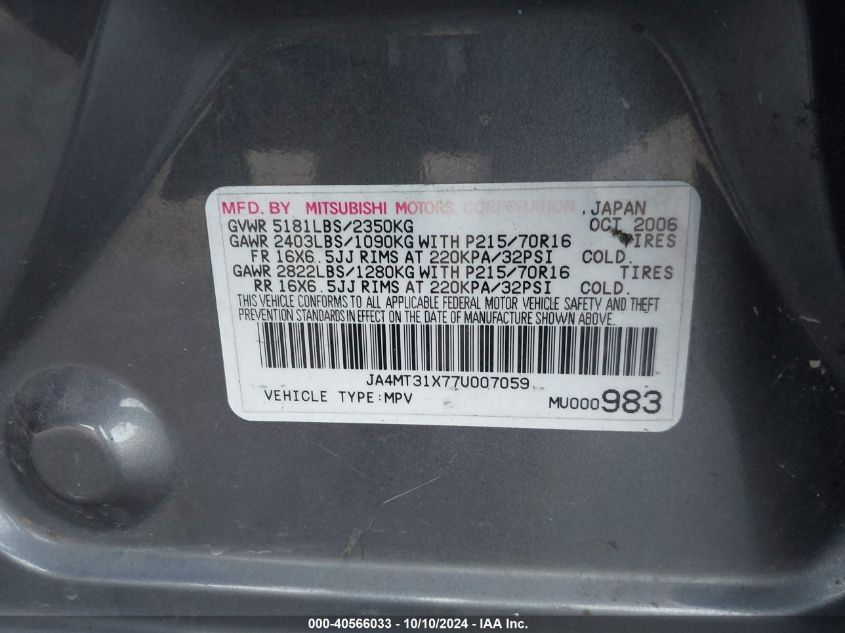 MFD. BY MITSUBISHI MOTORS CORPORATION, JAPAN
GVWR 5181LBS/2350KG OCT 2006
GAWR 2403LBS/1090KG WITH P215/70R16 TIRES
FR 16X6.5JJ RIMS AT 220KPA/32PSI COLD.
GAWR 2822LBS/1280KG WITH P215/70R16 TIRES
RR 16X6.5JJ RIMS AT 220KPA/32PSI COLD.
THIS VEHICLE CONFORMS TO ALL APPLICABLE FEDERAL MOTOR VEHICLE SAFETY AND THEFT
PREVENTION STANDARDS IN EFFECT ON THE DATE OF MANUFACTURE SHOWN ABOVE.
JA4MT31X77U007059
VEHICLE TYPE:MPV MU000983
000-40566033 - 10/10/2024 - © IAA Inc.